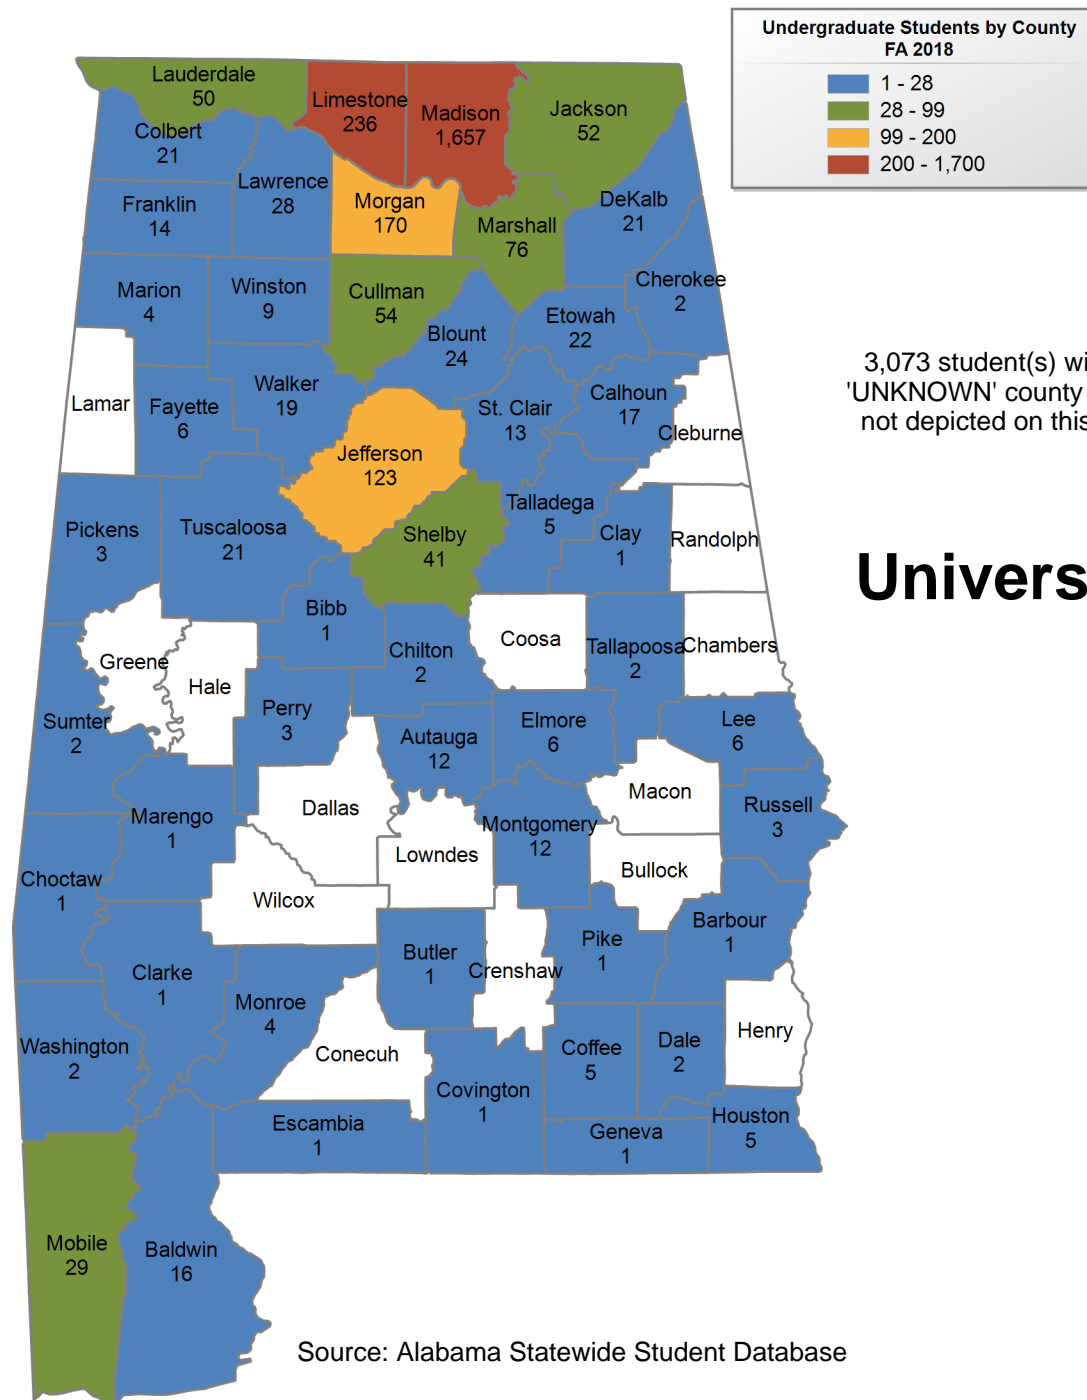 Undergraduate Students by County
FA 2018
1 - 28
28 - 99
99 - 200
200 - 1,700
Lauderdale
50
Limestone
236
Madison
1,657
Jackson
52
Colbert
21
Lawrence
28
Franklin
14
Morgan
170
Marshall
76
DeKalb
21
Marion
4
Winston
9
Cullman
54
Blount
24
Etowah
22
Cherokee
2
3,073 student(s) wi
'UNKNOWN' county
not depicted on this
Lamar
Fayette
6
Walker
19
St. Clair
13
Calhoun
17
Cleburne
Jefferson
123
Pickens
3
Tuscaloosa
21
Shelby
41
Talladega
5
Clay
1
Randolph
Univers
Bibb
1
Chilton
2
Coosa
Tallapoosa
2
Chambers
Greene
Hale
Sumter
2
Perry
3
Autauga
12
Elmore
6
Lee
6
Marengo
1
Dallas
Lowndes
Montgomery
12
Macon
Russell
3
Bullock
Choctaw
1
Wilcox
Butler
1
Crenshaw
Pike
1
Barbour
1
Clarke
1
Monroe
4
Conecuh
Henry
Washington
2
Covington
1
Coffee
5
Dale
2
Escambia
1
Geneva
1
Houston
5
Mobile
29
Baldwin
16
Source: Alabama Statewide Student Database